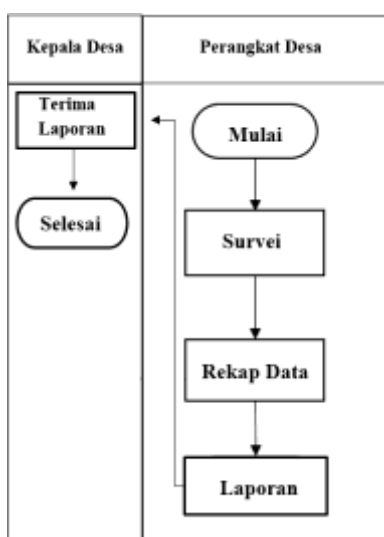 Kepala Desa
Perangkat Desa
Terima
Laporan
Selesai
Mulai
Survei
Rekap Data
Laporan